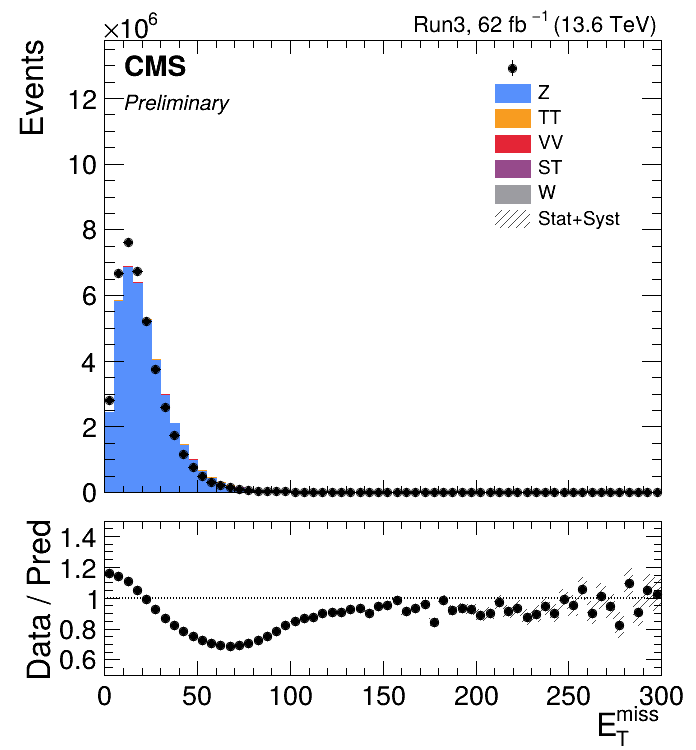 ×10⁶
Run3, 62 fb⁻¹ (13.6 TeV)
CMS
Preliminary
Z
TT
VV
ST
W
Stat+Syst
Events
12
10
8
6
4
2
0
Data / Pred
1.4
1.2
1
0.8
0.6
0 50 100 150 200 250 300
E_T^miss